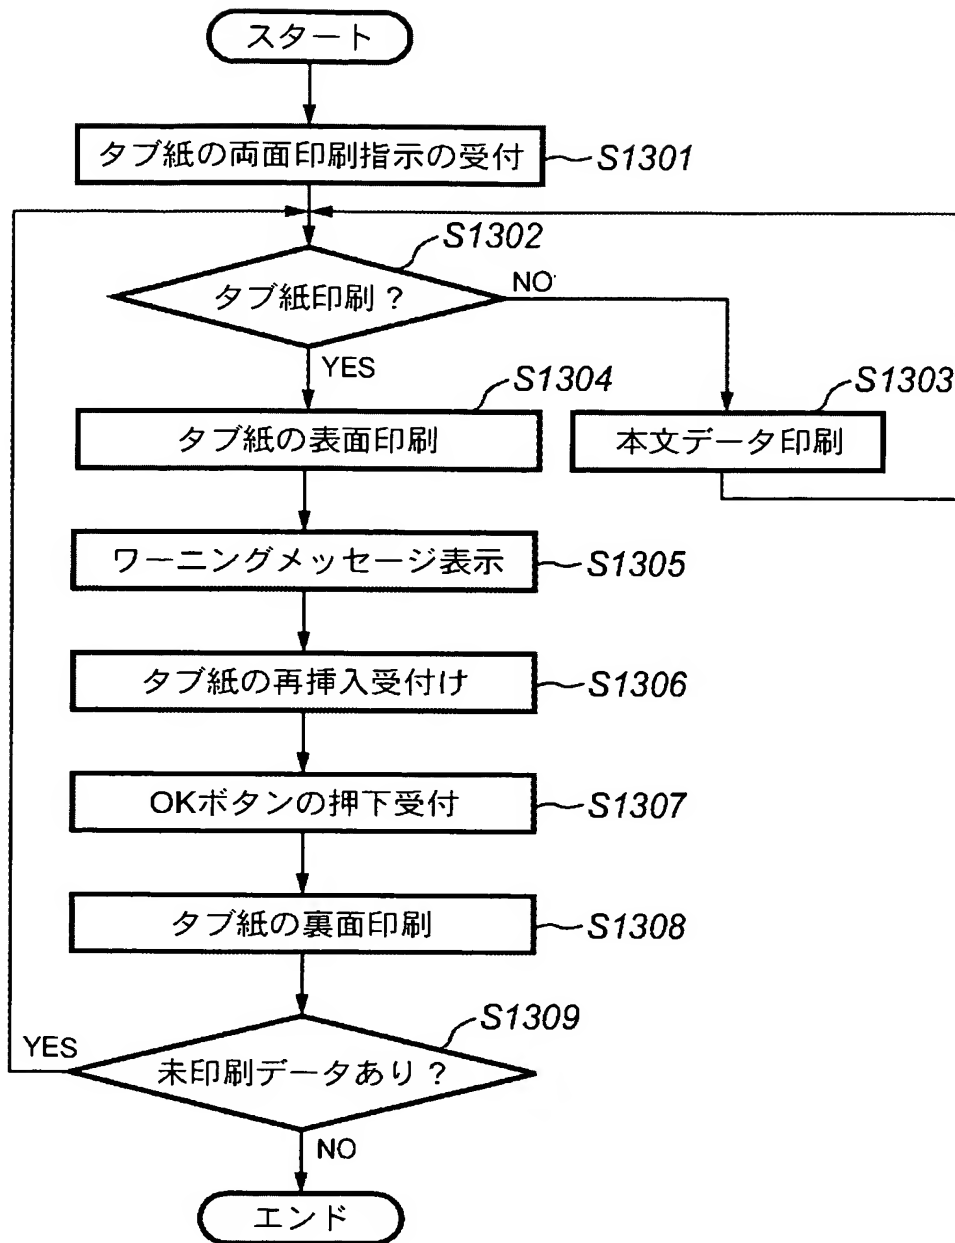 スタート
タブ紙の両面印刷指示の受付
S1301
S1302
タブ紙印刷？
NO
YES
S1304
タブ紙の表面印刷
S1303
本文データ印刷
ワーニングメッセージ表示
S1305
タブ紙の再挿入受付け
S1306
OKボタンの押下受付
S1307
タブ紙の裏面印刷
S1308
S1309
未印刷データあり？
YES
NO
エンド